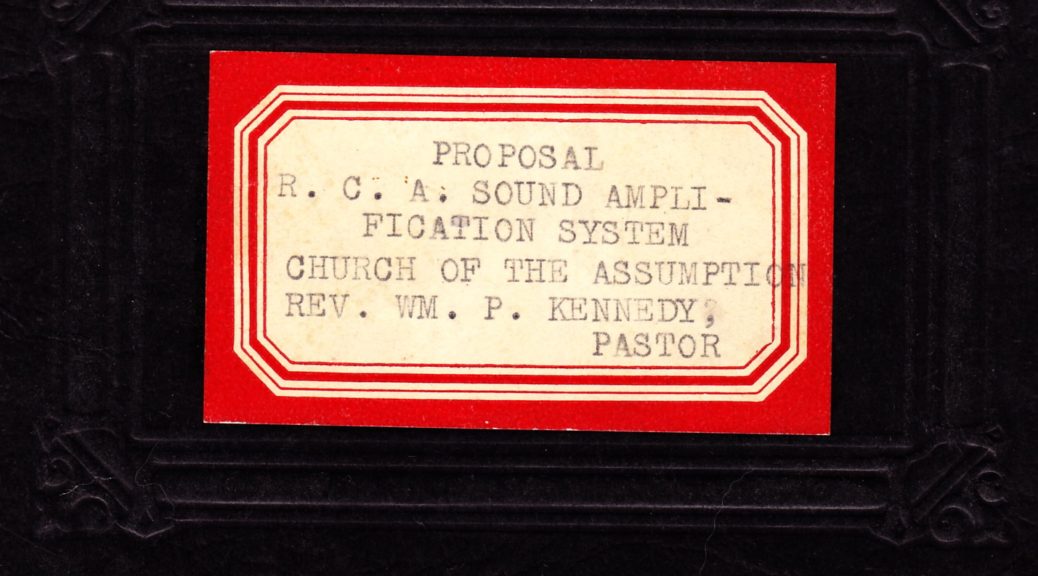 PROPOSAL
R. C. A. SOUND AMPLI-
FICATION SYSTEM
CHURCH OF THE ASSUMPTION
REV. WM. P. KENNEDY,
PASTOR